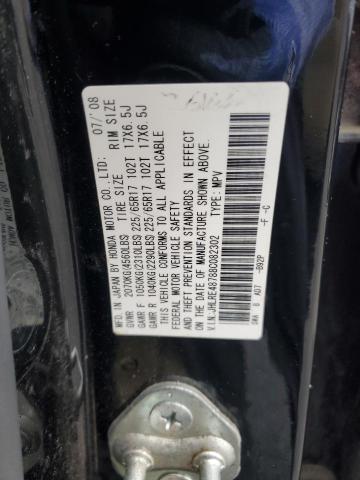 MFD. IN JAPAN BY HONDA MOTOR CO., LTD: 07/'08
TIRE SIZE RIM SIZE
GVWR 2070KG(4560LBS)
GAWR F 1050KG(2310LBS) 225/65R17 102T 17X6.5J
GAWR R 1040KG(2290LBS) 225/65R17 102T 17X6.5J
THIS VEHICLE CONFORMS TO ALL APPLICABLE
FEDERAL MOTOR VEHICLE SAFETY
AND THEFT PREVENTION STANDARDS IN EFFECT
ON THE DATE OF MANUFACTURE SHOWN ABOVE.
V.I.N. JHLRE48788C082302 TYPE: MPV
SWA B A07 -B92P -F -C